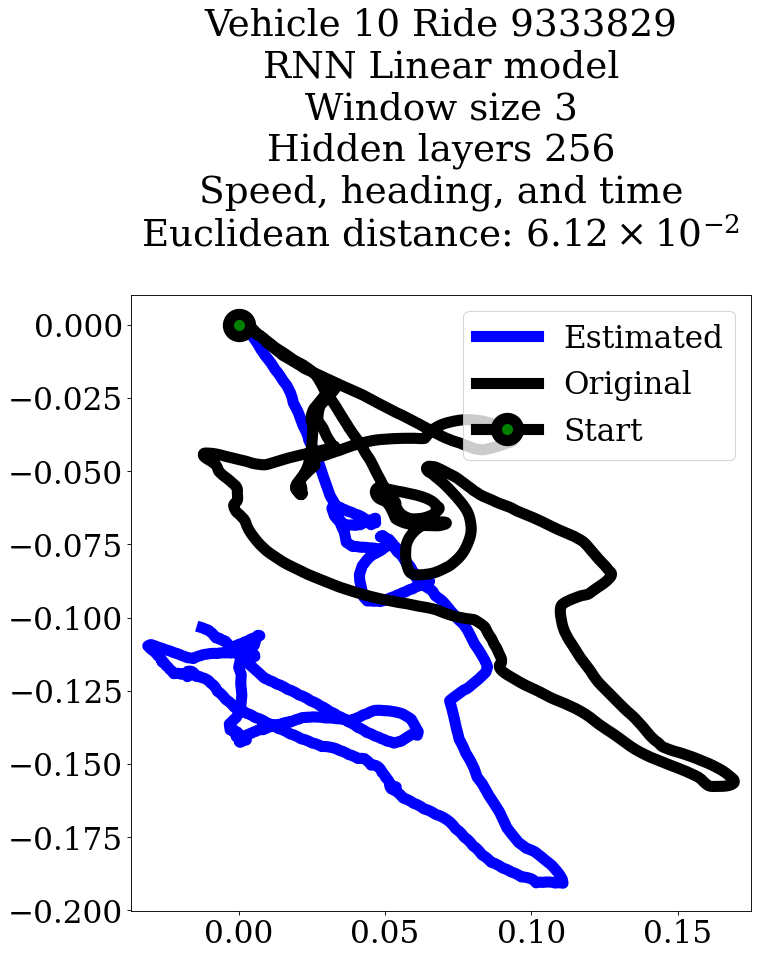 Vehicle 10 Ride 9333829
RNN Linear model
Window size 3
Hidden layers 256
Speed, heading, and time
Euclidean distance: 6.12 × 10⁻²
Estimated
Original
Start
0.000
−0.025
−0.050
−0.075
−0.100
−0.125
−0.150
−0.175
−0.200
0.00 0.05 0.10 0.15